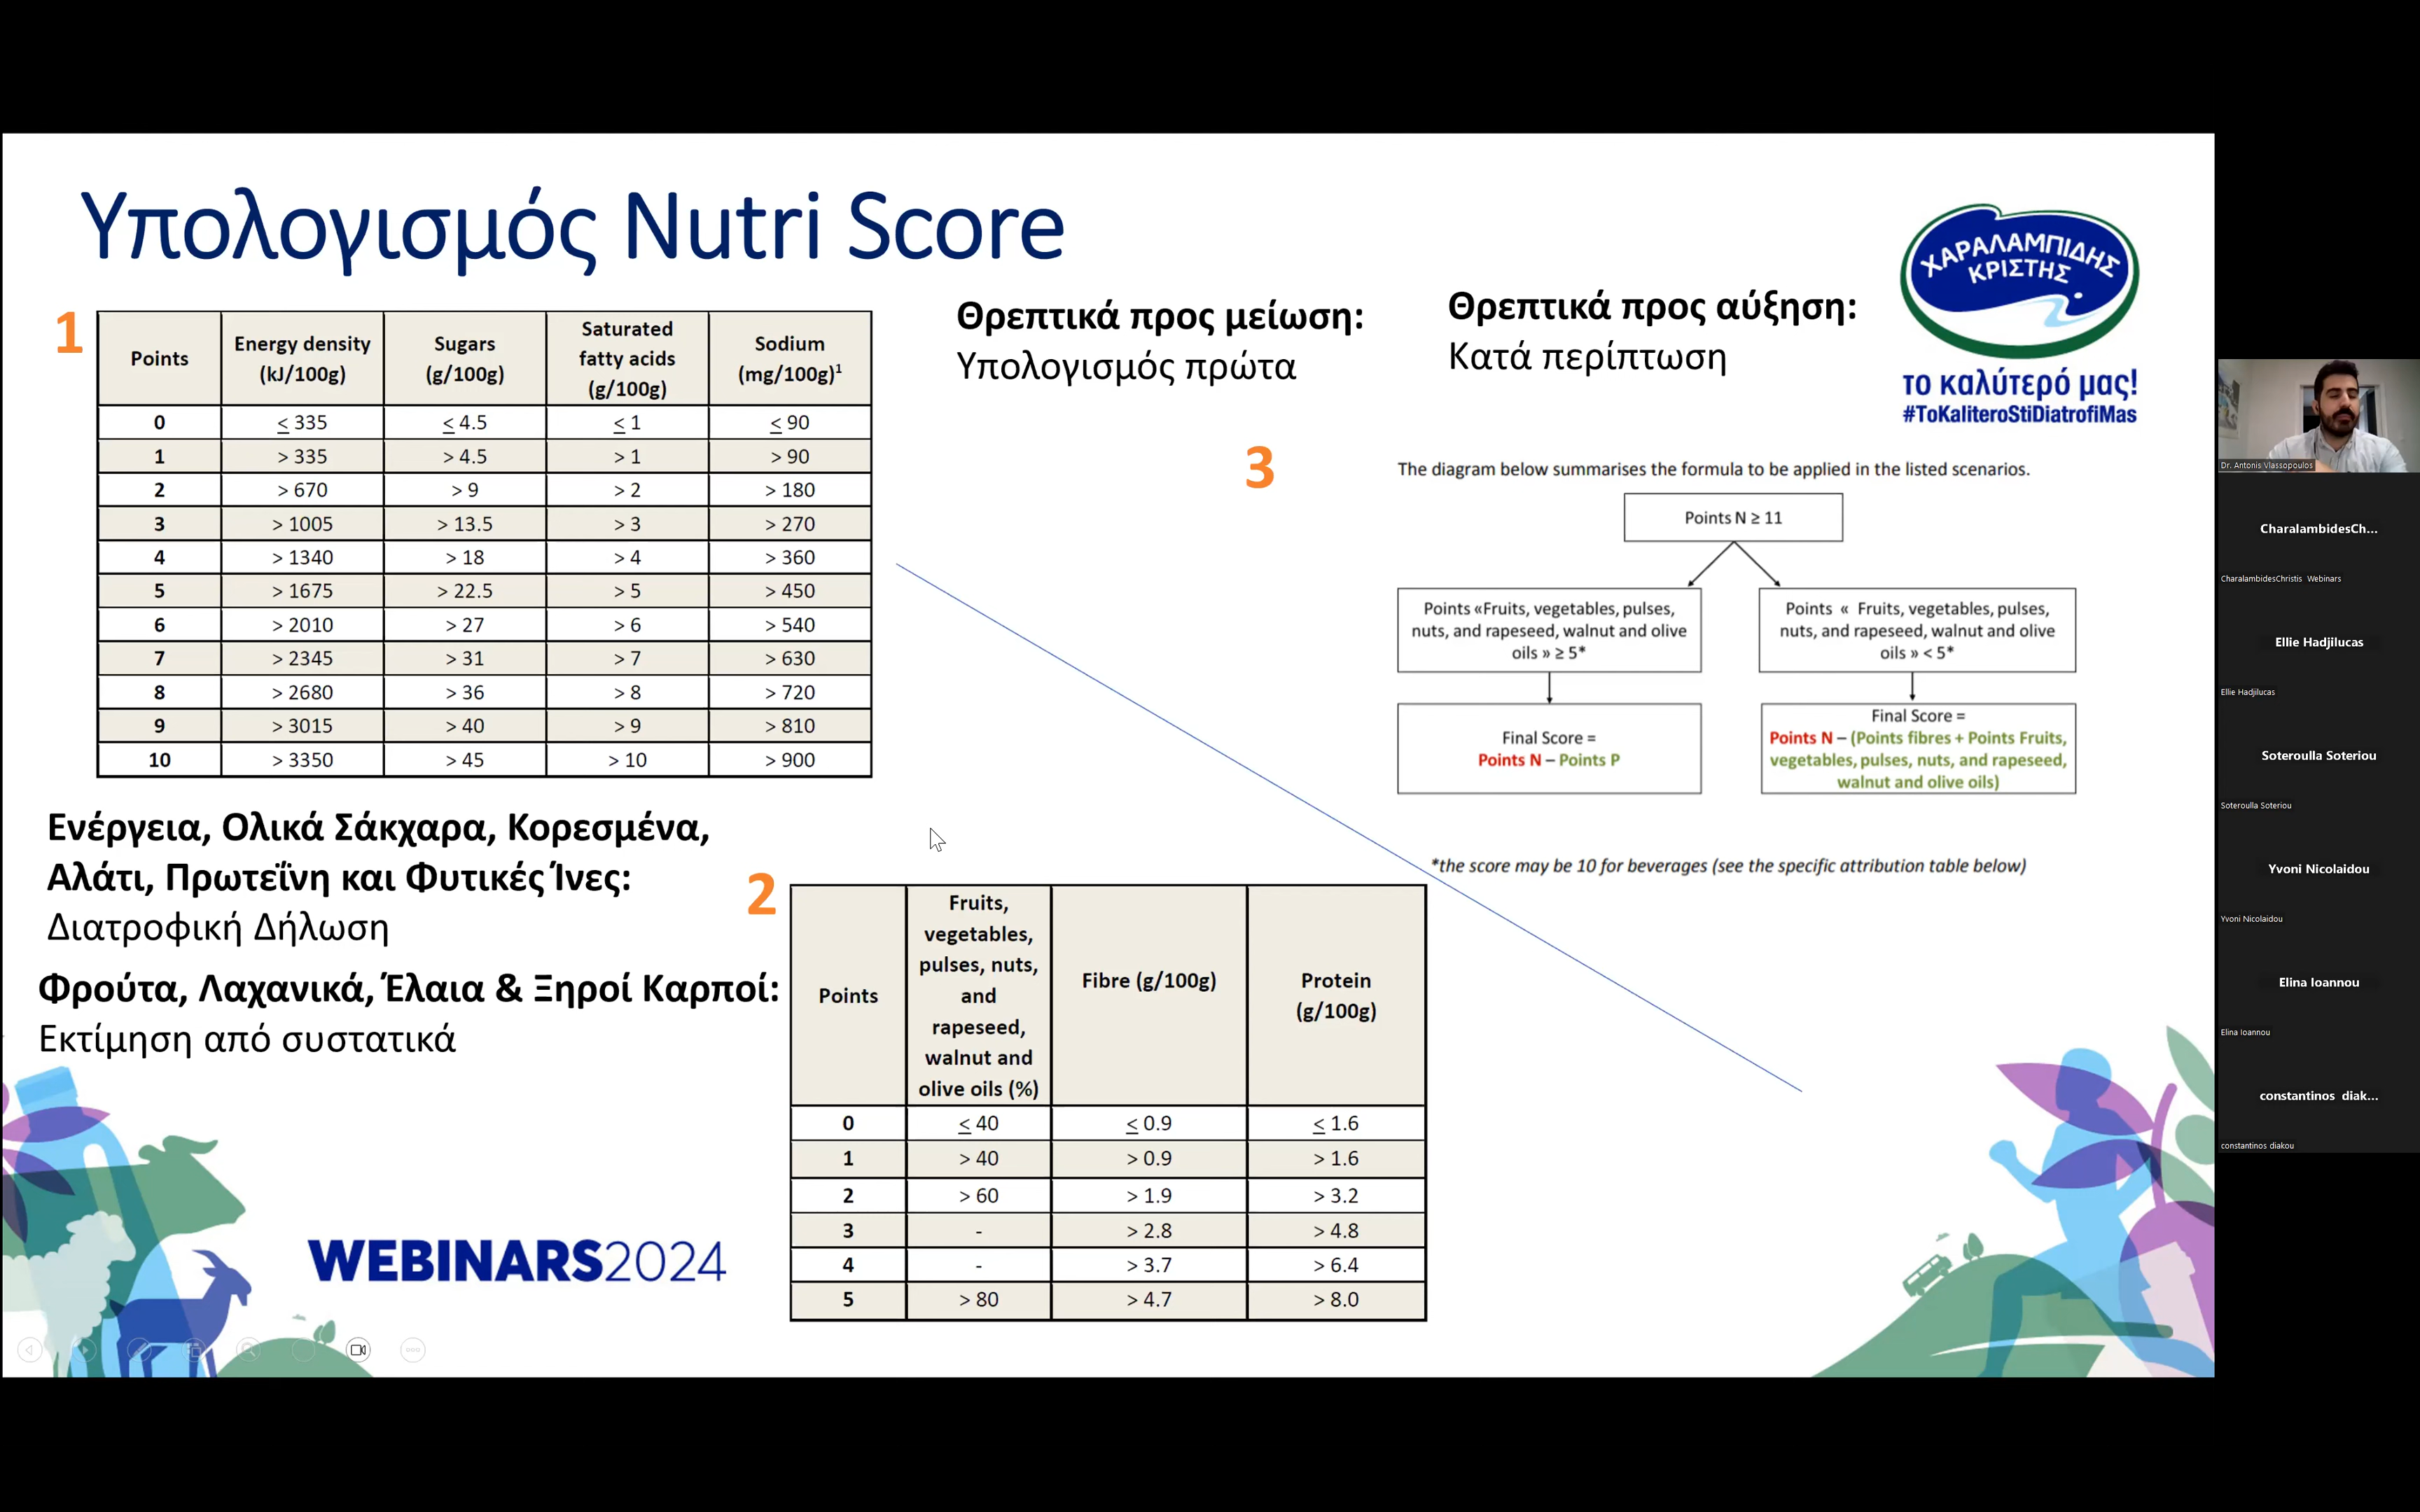 Υπολογισμός Nutri Score
1
Points | Energy density (kJ/100g) | Sugars (g/100g) | Saturated fatty acids (g/100g) | Sodium (mg/100g)¹
0 | ≤ 335 | ≤ 4.5 | ≤ 1 | ≤ 90
1 | > 335 | > 4.5 | > 1 | > 90
2 | > 670 | > 9 | > 2 | > 180
3 | > 1005 | > 13.5 | > 3 | > 270
4 | > 1340 | > 18 | > 4 | > 360
5 | > 1675 | > 22.5 | > 5 | > 450
6 | > 2010 | > 27 | > 6 | > 540
7 | > 2345 | > 31 | > 7 | > 630
8 | > 2680 | > 36 | > 8 | > 720
9 | > 3015 | > 40 | > 9 | > 810
10 | > 3350 | > 45 | > 10 | > 900
Θρεπτικά προς μείωση:
Υπολογισμός πρώτα
Θρεπτικά προς αύξηση:
Κατά περίπτωση
ΧΑΡΑΛΑΜΠΙΔΗΣ
ΚΡΙΣΤΗΣ
το καλύτερό μας!
#ToKaliteroStiDiatrofiMas
3
The diagram below summarises the formula to be applied in the listed scenarios.
Points N ≥ 11
Points «Fruits, vegetables, pulses,
nuts, and rapeseed, walnut and olive
oils » ≥ 5*
Points « Fruits, vegetables, pulses,
nuts, and rapeseed, walnut and olive
oils » < 5*
Final Score =
Points N – Points P
Final Score =
Points N – (Points fibres + Points Fruits,
vegetables, pulses, nuts, and rapeseed,
walnut and olive oils)
*the score may be 10 for beverages (see the specific attribution table below)
Ενέργεια, Ολικά Σάκχαρα, Κορεσμένα,
Αλάτι, Πρωτεΐνη και Φυτικές Ίνες:
Διατροφική Δήλωση
Φρούτα, Λαχανικά, Έλαια & Ξηροί Καρποί:
Εκτίμηση από συστατικά
2
Points | Fruits, vegetables, pulses, nuts, and rapeseed, walnut and olive oils (%) | Fibre (g/100g) | Protein (g/100g)
0 | ≤ 40 | ≤ 0.9 | ≤ 1.6
1 | > 40 | > 0.9 | > 1.6
2 | > 60 | > 1.9 | > 3.2
3 | - | > 2.8 | > 4.8
4 | - | > 3.7 | > 6.4
5 | > 80 | > 4.7 | > 8.0
WEBINARS2024
Dr. Antonis Vlassopoulos
CharalambidesCh...
CharalambidesChristis Webinars
Ellie Hadjilucas
Ellie Hadjilucas
Soteroulla Soteriou
Soteroulla Soteriou
Yvoni Nicolaidou
Yvoni Nicolaidou
Elina Ioannou
Elina Ioannou
constantinos diak...
constantinos diakou